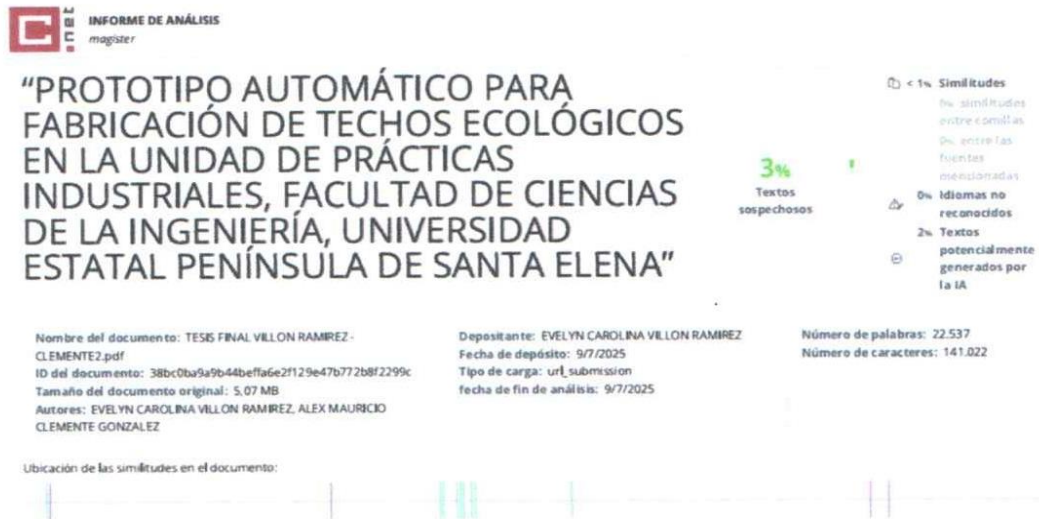 C
.net
INFORME DE ANÁLISIS
magister
“PROTOTIPO AUTOMÁTICO PARA
FABRICACIÓN DE TECHOS ECOLÓGICOS
EN LA UNIDAD DE PRÁCTICAS
INDUSTRIALES, FACULTAD DE CIENCIAS
DE LA INGENIERÍA, UNIVERSIDAD
ESTATAL PENÍNSULA DE SANTA ELENA”
3%
Textos
sospechosos
< 1% Similitudes
0% similitudes
entre comillas
0% entre las
fuentes
mencionadas
0% Idiomas no
reconocidos
2% Textos
potencialmente
generados por
la IA
Nombre del documento: TESIS FINAL VILLON RAMIREZ -
CLEMENTE2.pdf
ID del documento: 38bc0ba9a9b44beffa6e2f129e47b772b8f2299c
Tamaño del documento original: 5,07 MB
Autores: EVELYN CAROLINA VILLON RAMIREZ, ALEX MAURICIO
CLEMENTE GONZALEZ
Depositante: EVELYN CAROLINA VILLON RAMIREZ
Fecha de depósito: 9/7/2025
Tipo de carga: url_submission
fecha de fin de análisis: 9/7/2025
Número de palabras: 22.537
Número de caracteres: 141.022
Ubicación de las similitudes en el documento: